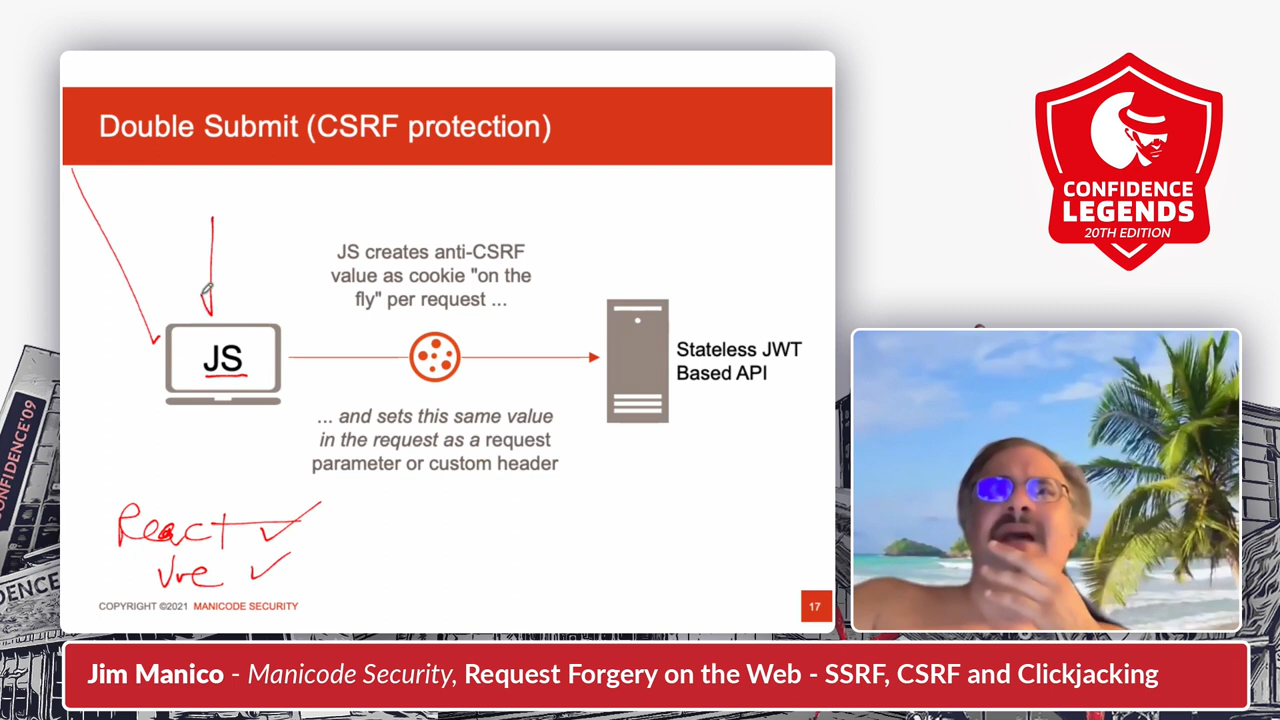 Double Submit (CSRF protection)
JS creates anti-CSRF
value as cookie "on the
fly" per request ...
JS
Stateless JWT
Based API
... and sets this same value
in the request as a request
parameter or custom header
React
Vue
COPYRIGHT ©2021 MANICODE SECURITY
17
CONFIDENCE
LEGENDS
20TH EDITION
CONFIDENCE'09
Jim Manico - Manicode Security, Request Forgery on the Web - SSRF, CSRF and Clickjacking